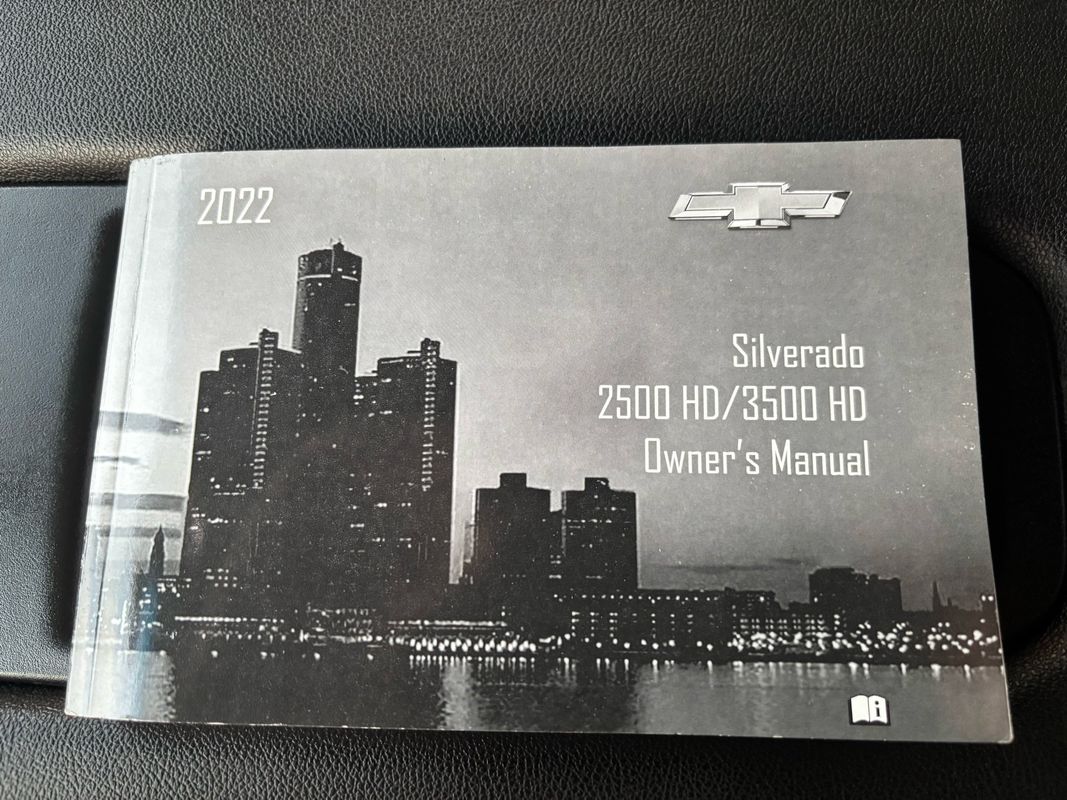 2022
Silverado
2500 HD/3500 HD
Owner's Manual
i